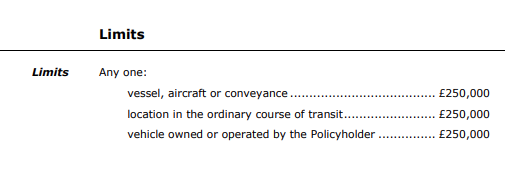 Limits
Limits Any one:
vessel, aircraft or conveyance ..................................... £250,000
location in the ordinary course of transit........................ £250,000
vehicle owned or operated by the Policyholder ............... £250,000